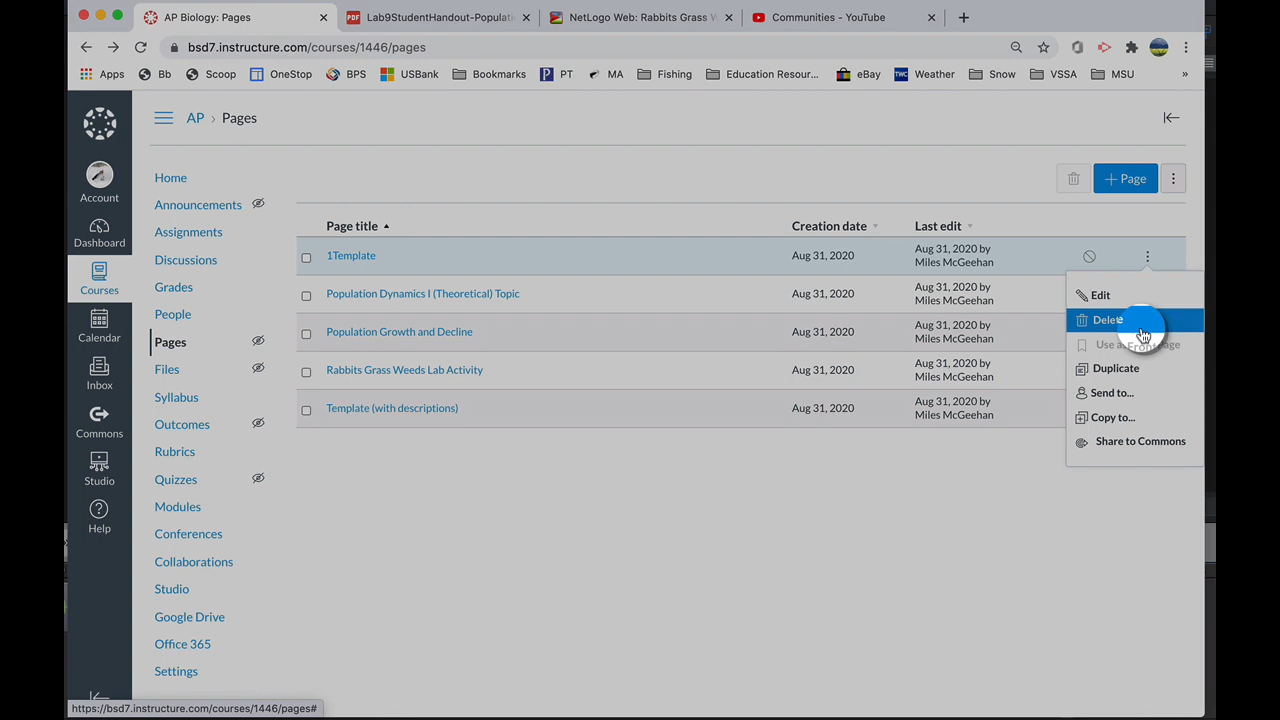 AP Biology: Pages
Lab9StudentHandout-Populati
NetLogo Web: Rabbits Grass W
Communities - YouTube
bsd7.instructure.com/courses/1446/pages
Apps
Bb
Scoop
OneStop
BPS
USBank
Bookmarks
PT
MA
Fishing
Education Resour...
eBay
Weather
Snow
VSSA
MSU
»
AP › Pages
Account
Dashboard
Courses
Calendar
Inbox
Commons
Studio
Help
Home
Announcements
Assignments
Discussions
Grades
People
Pages
Files
Syllabus
Outcomes
Rubrics
Quizzes
Modules
Conferences
Collaborations
Studio
Google Drive
Office 365
Settings
+ Page
Page title Creation date Last edit
1Template Aug 31, 2020 Aug 31, 2020 by
Miles McGeehan
Population Dynamics I (Theoretical) Topic Aug 31, 2020 Aug 31, 2020 by
Miles McGeehan
Population Growth and Decline Aug 31, 2020 Aug 31, 2020 by
Miles McGeehan
Rabbits Grass Weeds Lab Activity Aug 31, 2020 Aug 31, 2020 by
Miles McGeehan
Template (with descriptions) Aug 31, 2020 Aug 31, 2020 by
Miles McGeehan
Edit
Delete
Use a Front age
Duplicate
Send to...
Copy to...
Share to Commons
https://bsd7.instructure.com/courses/1446/pages#